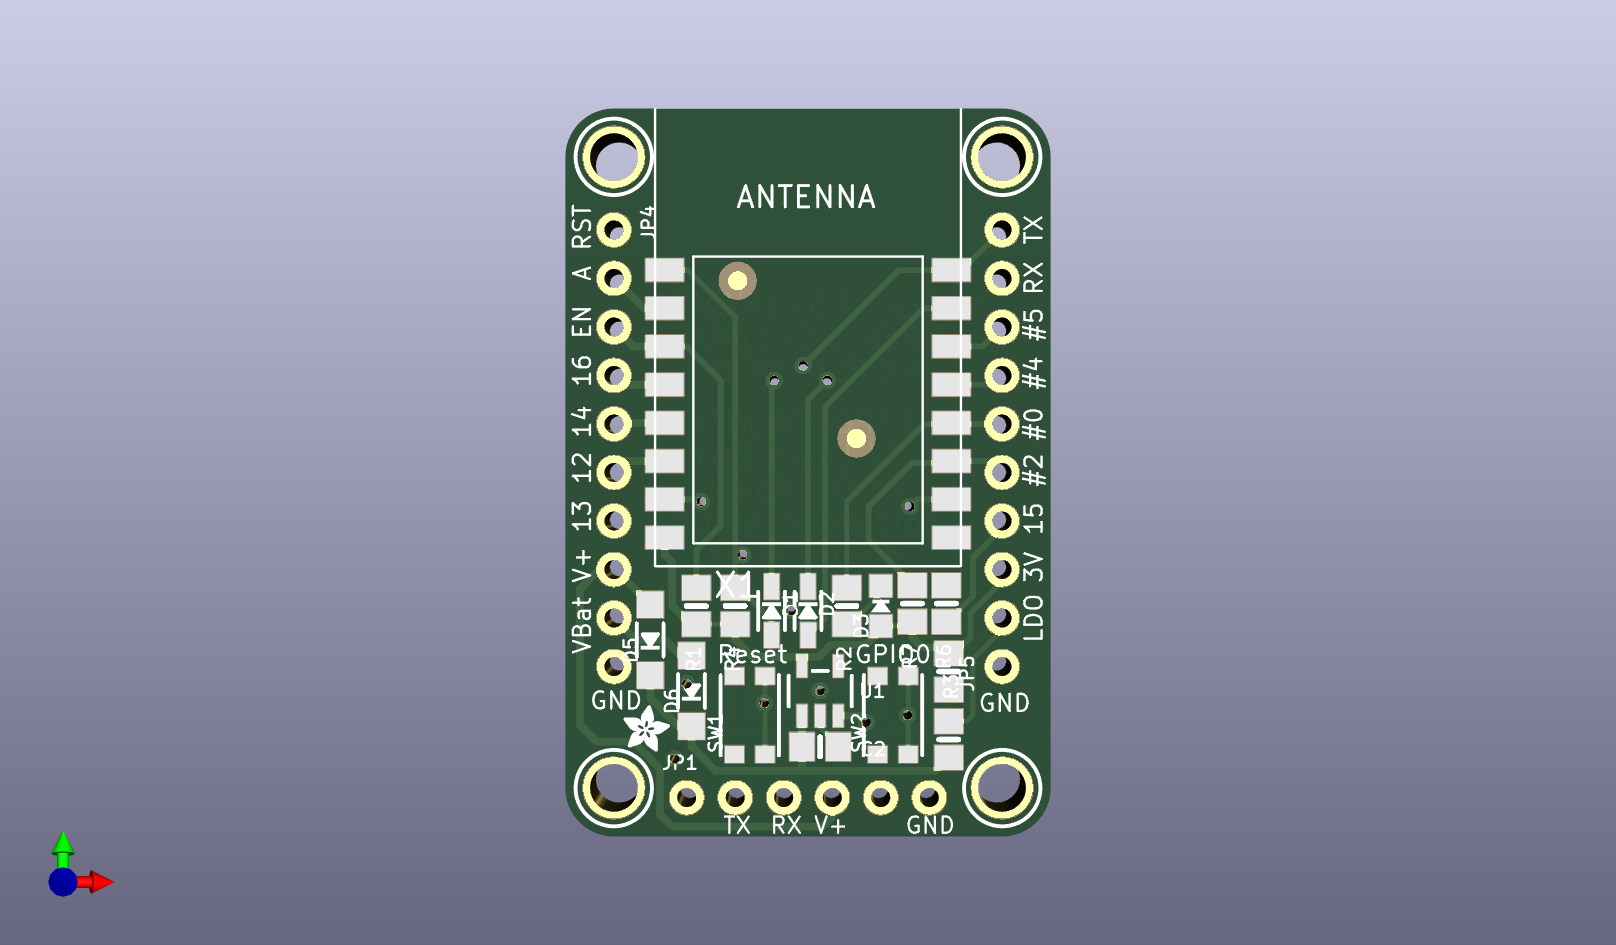 ANTENNA
JP4
RST
A
EN
16
14
12
13
V+
VBat
GND
TX
RX
#5
#4
#0
#2
15
3V
LDO
GND
X1
D2
D3
D5
Reset
GPIO0
R1
R4
R2
R6
JP5
R3
D6
U1
SW1
SW2
C2
JP1
TX
RX
V+
GND